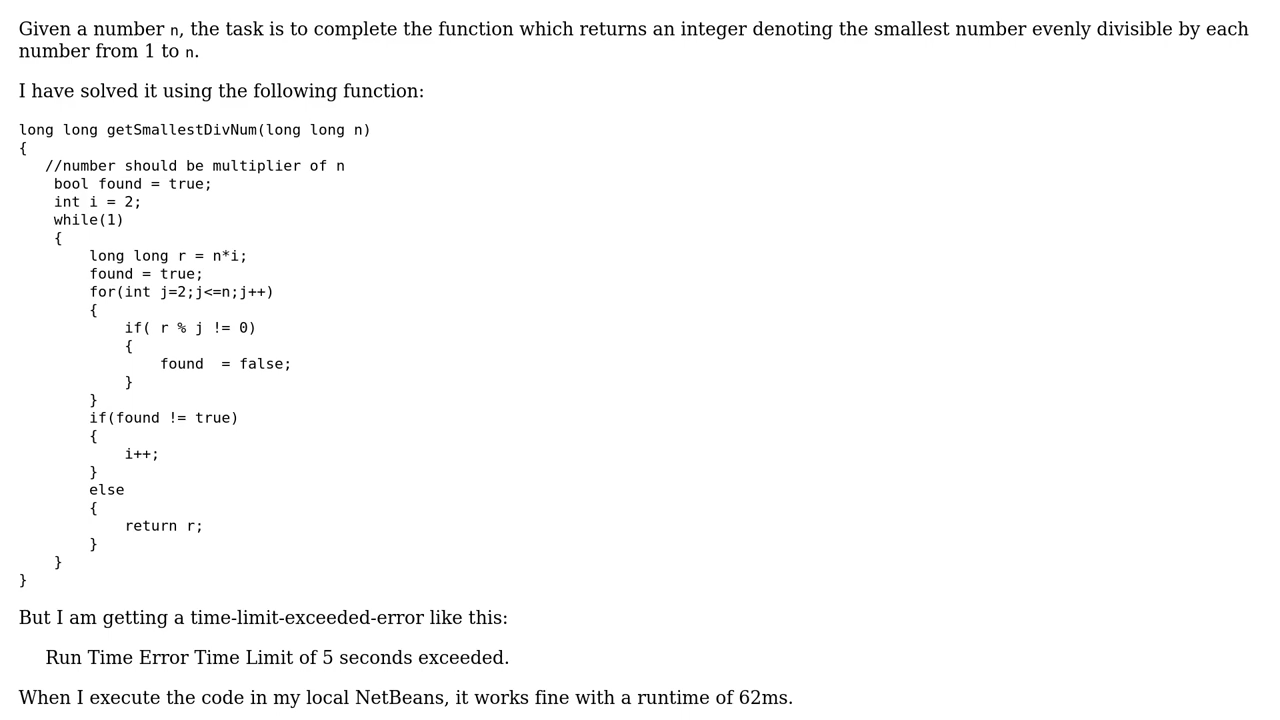 Given a number n, the task is to complete the function which returns an integer denoting the smallest number evenly divisible by each
number from 1 to n.
I have solved it using the following function:
long long getSmallestDivNum(long long n)
{
   //number should be multiplier of n
    bool found = true;
    int i = 2;
    while(1)
    {
        long long r = n*i;
        found = true;
        for(int j=2;j<=n;j++)
        {
            if( r % j != 0)
            {
                found  = false;
            }
        }
        if(found != true)
        {
            i++;
        }
        else
        {
            return r;
        }
    }
}
But I am getting a time-limit-exceeded-error like this:
Run Time Error Time Limit of 5 seconds exceeded.
When I execute the code in my local NetBeans, it works fine with a runtime of 62ms.